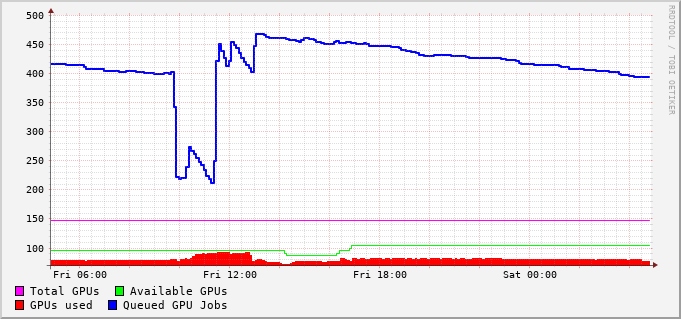 500
450
400
350
300
250
200
150
100
Fri 06:00 Fri 12:00 Fri 18:00 Sat 00:00
Total GPUs Available GPUs
GPUs used Queued GPU Jobs
RRDTOOL / TOBI OETIKER